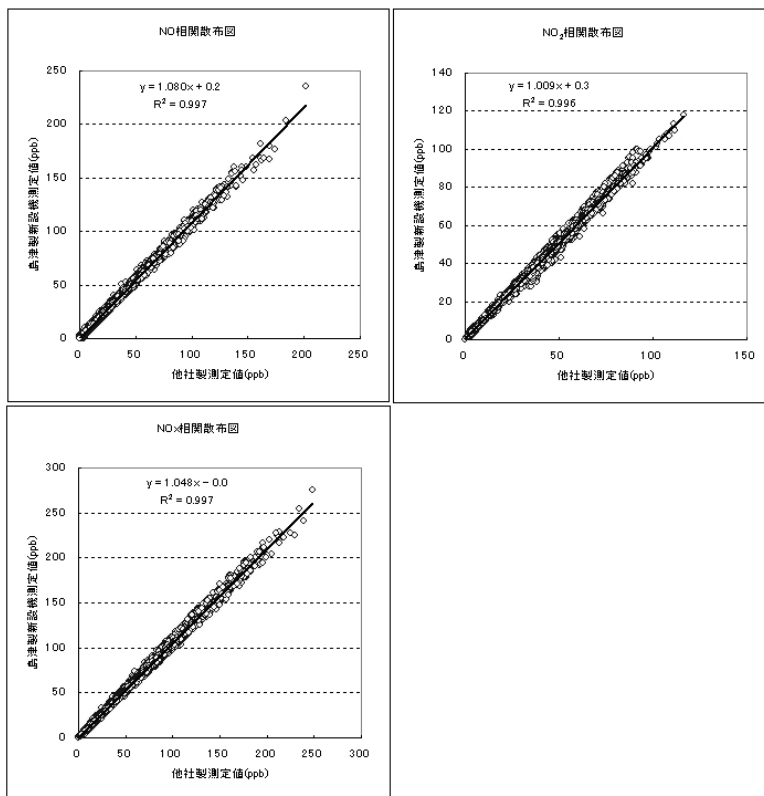 NO相関散布図
y = 1.080x + 0.2
R² = 0.997
島津製新設機測定値(ppb)
250
200
150
100
50
0
0 50 100 150 200 250
他社製測定値(ppb)
NO₂相関散布図
y = 1.009x + 0.3
R² = 0.996
島津製新設機測定値(ppb)
140
120
100
80
60
40
20
0
0 50 100 150
他社製測定値(ppb)
NOx相関散布図
y = 1.048x − 0.0
R² = 0.997
島津製新設機測定値(ppb)
300
250
200
150
100
50
0
0 50 100 150 200 250 300
他社製測定値(ppb)